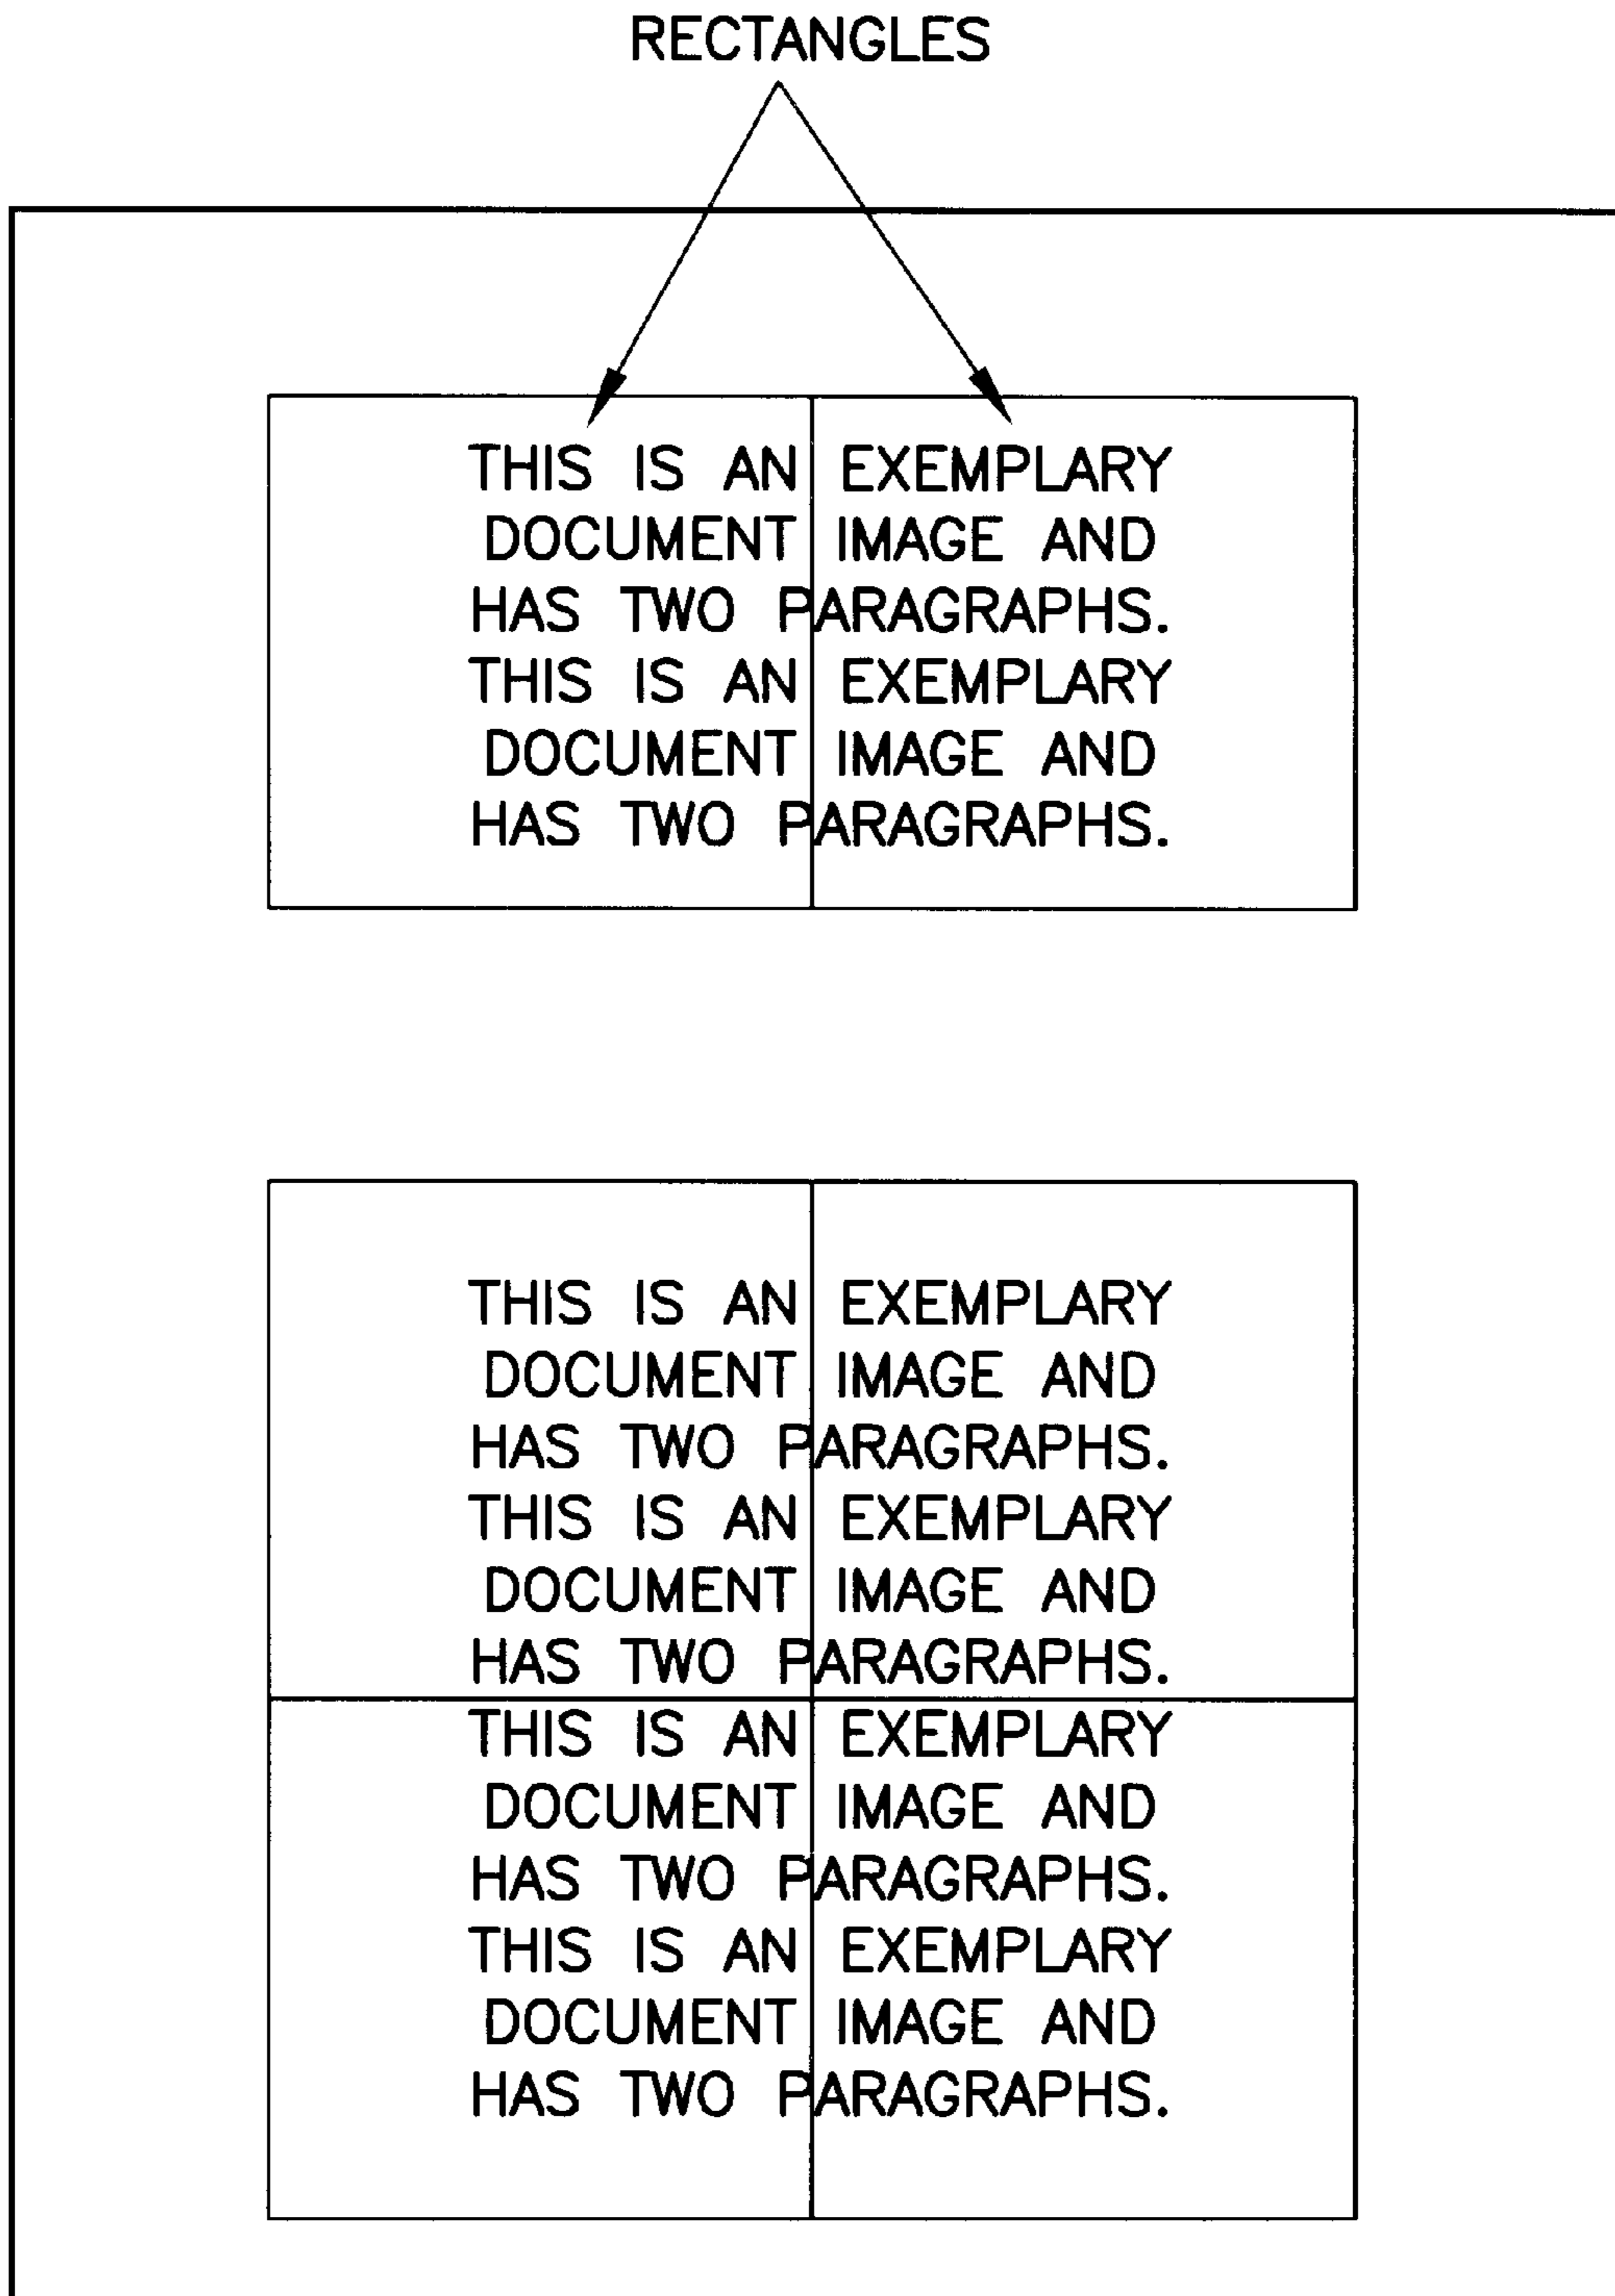 RECTANGLES
THIS IS AN EXEMPLARY
DOCUMENT IMAGE AND
HAS TWO PARAGRAPHS.
THIS IS AN EXEMPLARY
DOCUMENT IMAGE AND
HAS TWO PARAGRAPHS.
THIS IS AN EXEMPLARY
DOCUMENT IMAGE AND
HAS TWO PARAGRAPHS.
THIS IS AN EXEMPLARY
DOCUMENT IMAGE AND
HAS TWO PARAGRAPHS.
THIS IS AN EXEMPLARY
DOCUMENT IMAGE AND
HAS TWO PARAGRAPHS.
THIS IS AN EXEMPLARY
DOCUMENT IMAGE AND
HAS TWO PARAGRAPHS.